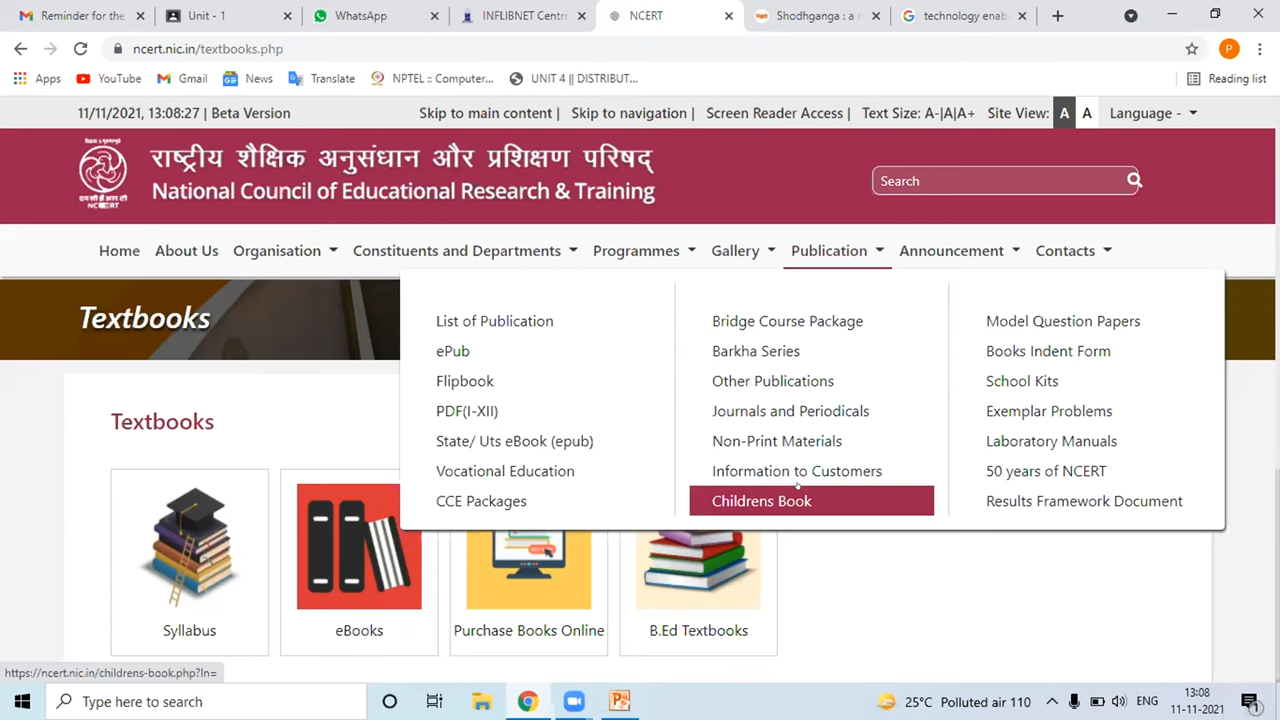 Reminder for the
Unit - 1
WhatsApp
INFLIBNET Centre
NCERT
Shodhganga : a r
technology enab
P
ncert.nic.in/textbooks.php
Apps
YouTube
Gmail
News
Translate
NPTEL :: Computer...
UNIT 4 || DISTRIBUT...
Reading list
11/11/2021, 13:08:27 | Beta Version
Skip to main content | Skip to navigation | Screen Reader Access | Text Size: A-|A|A+ Site View: A A Language -
राष्ट्रीय शैक्षिक अनुसंधान और प्रशिक्षण परिषद्
National Council of Educational Research & Training
NCERT
Search
Home About Us Organisation Constituents and Departments Programmes Gallery Publication Announcement Contacts
Textbooks
List of Publication
ePub
Flipbook
PDF(I-XII)
State/ Uts eBook (epub)
Vocational Education
CCE Packages
Bridge Course Package
Barkha Series
Other Publications
Journals and Periodicals
Non-Print Materials
Information to Customers
Childrens Book
Model Question Papers
Books Indent Form
School Kits
Exemplar Problems
Laboratory Manuals
50 years of NCERT
Results Framework Document
Textbooks
Syllabus
eBooks
Purchase Books Online
B.Ed Textbooks
https://ncert.nic.in/childrens-book.php?ln=
Type here to search
25°C Polluted air 110
ENG
13:08
11-11-2021